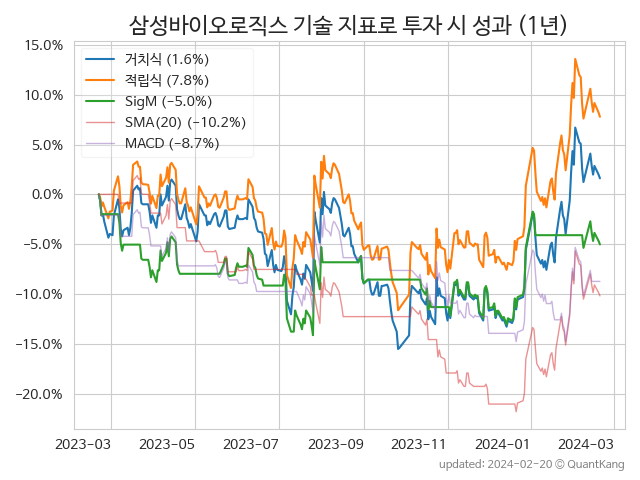 삼성바이오로직스 기술 지표로 투자 시 성과 (1년)
15.0%
10.0%
5.0%
0.0%
−5.0%
−10.0%
−15.0%
−20.0%
거치식 (1.6%)
적립식 (7.8%)
SigM (−5.0%)
SMA(20) (−10.2%)
MACD (−8.7%)
2023-03 2023-05 2023-07 2023-09 2023-11 2024-01 2024-03
updated: 2024-02-20 © QuantKang